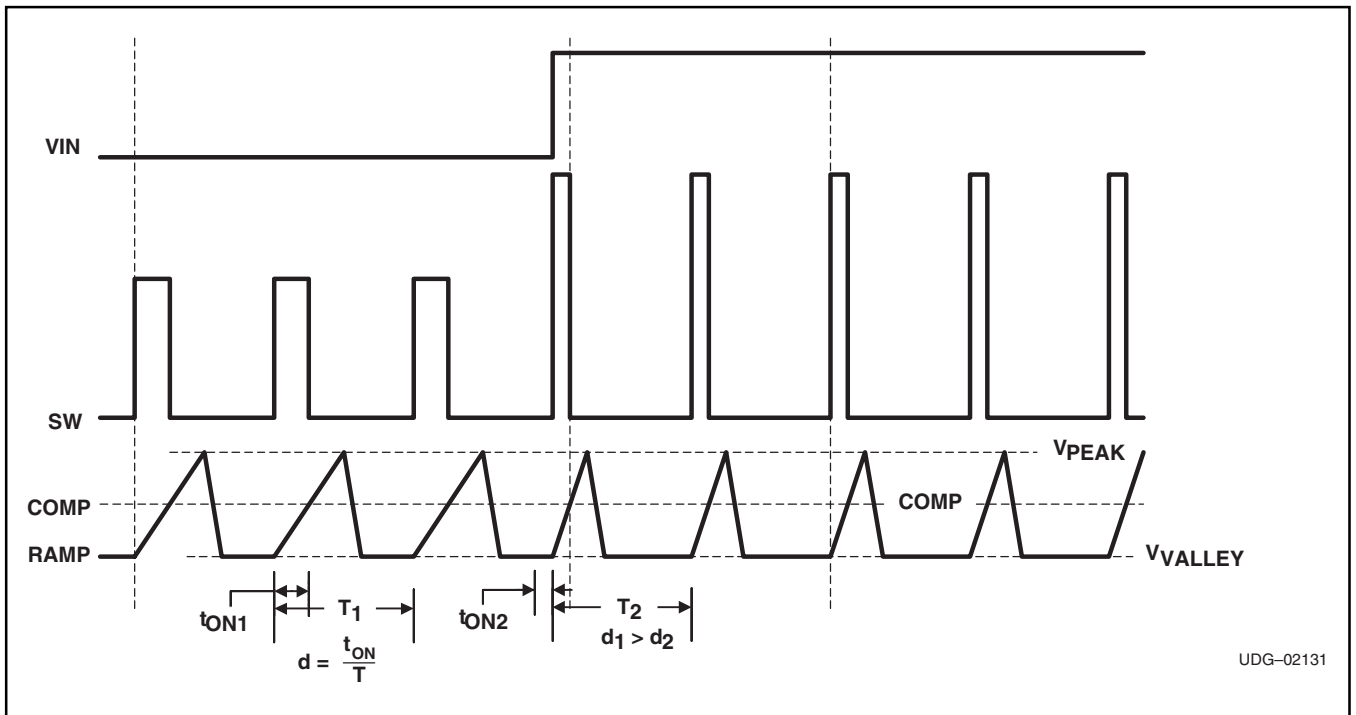 VIN
SW
VPEAK
COMP
COMP
RAMP
VVALLEY
tON1
T1
tON2
T2
d1 > d2
d = tON
T
UDG–02131